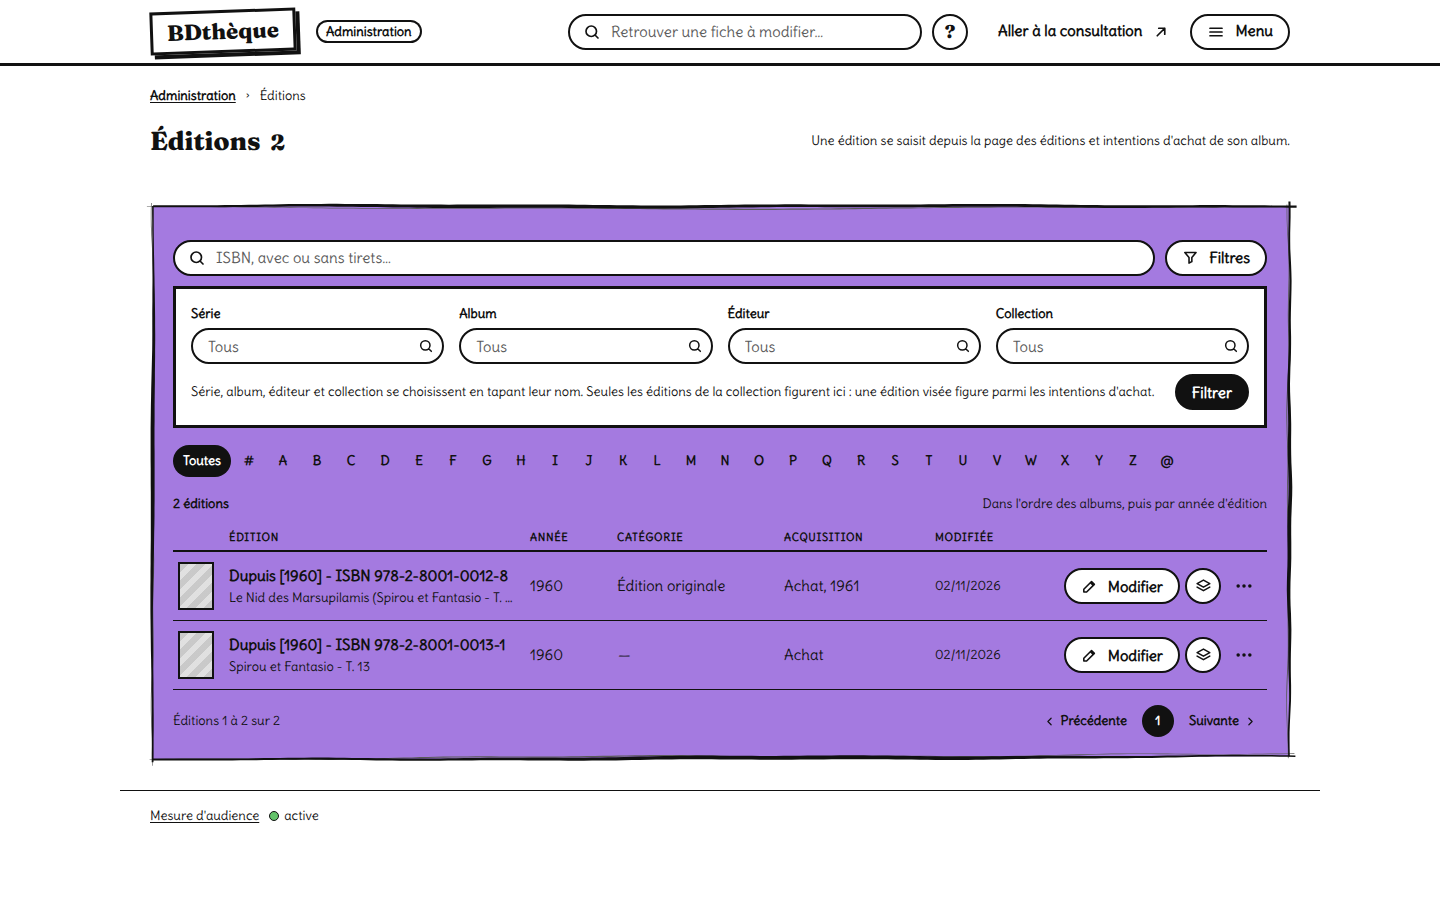 BDthèque
Administration
Retrouver une fiche à modifier...
?
Aller à la consultation
Menu
Administration › Éditions
Éditions 2
Une édition se saisit depuis la page des éditions et intentions d'achat de son album.
ISBN, avec ou sans tirets...
Filtres
Série Album Éditeur Collection
Tous Tous Tous Tous
Série, album, éditeur et collection se choisissent en tapant leur nom. Seules les éditions de la collection figurent ici : une édition visée figure parmi les intentions d'achat.
Filtrer
Toutes # A B C D E F G H I J K L M N O P Q R S T U V W X Y Z @
2 éditions
Dans l'ordre des albums, puis par année d'édition
ÉDITION ANNÉE CATÉGORIE ACQUISITION MODIFIÉE
Dupuis [1960] - ISBN 978-2-8001-0012-8
Le Nid des Marsupilamis (Spirou et Fantasio - T. ...
1960 Édition originale Achat, 1961 02/11/2026 Modifier
Dupuis [1960] - ISBN 978-2-8001-0013-1
Spirou et Fantasio - T. 13
1960 — Achat 02/11/2026 Modifier
Éditions 1 à 2 sur 2
‹ Précédente 1 Suivante ›
Mesure d'audience active